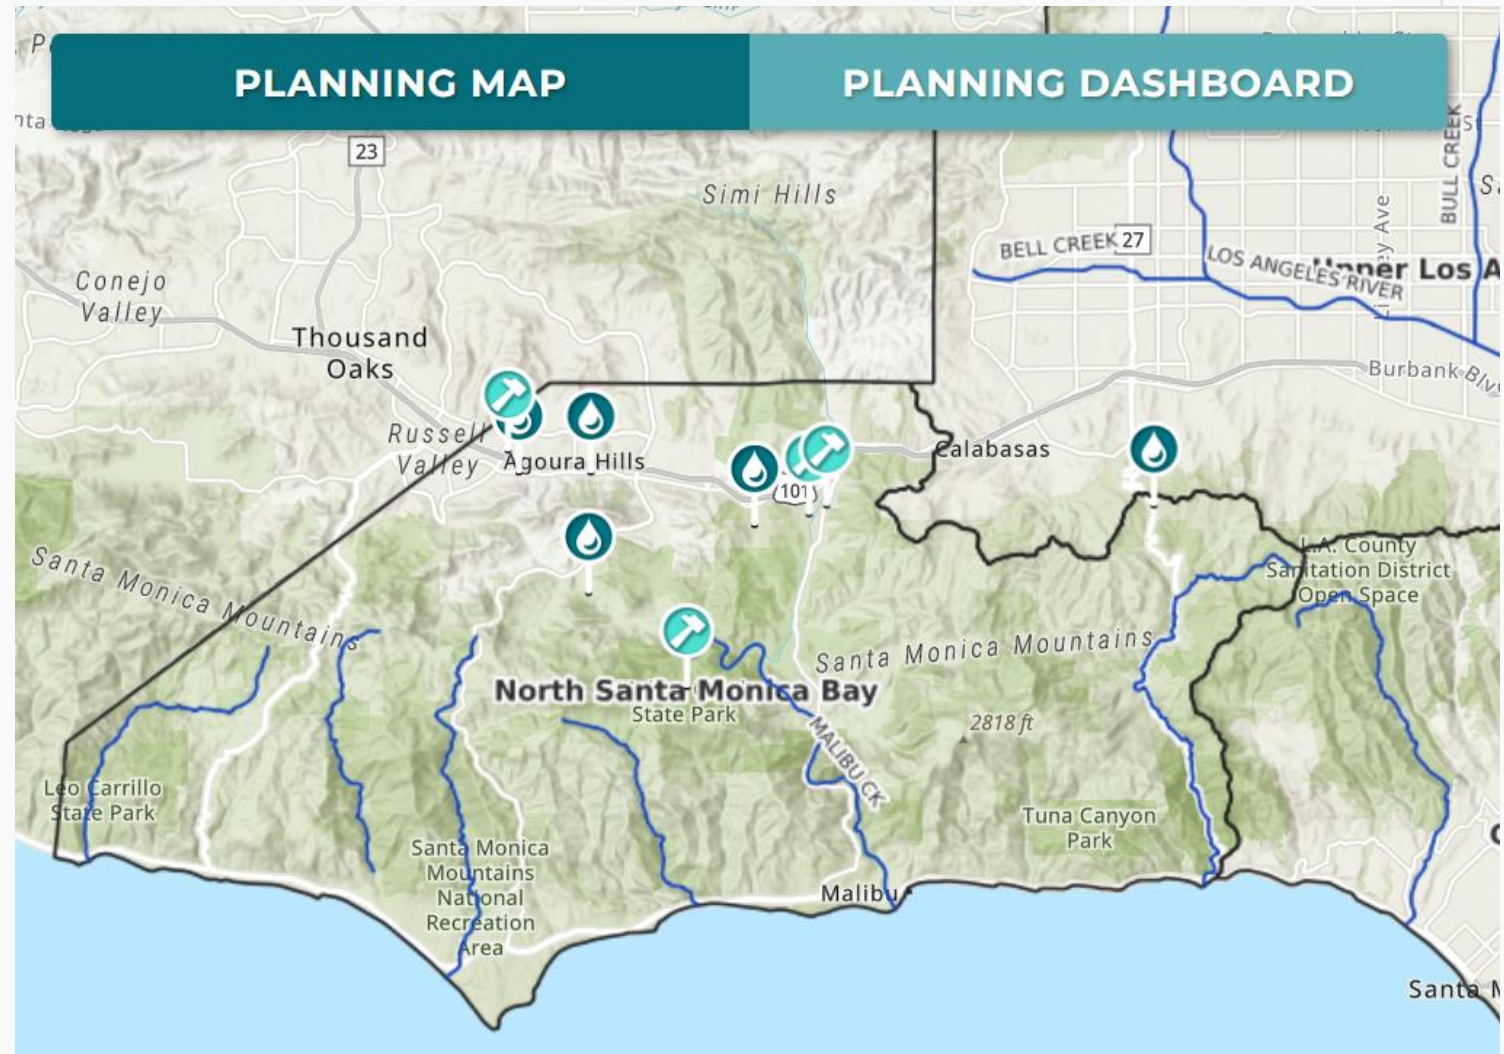 PLANNING MAP
PLANNING DASHBOARD
23
Simi Hills
BULL CREEK
BELL CREEK
27
LOS ANGELES RIVER
Upper Los A
Conejo
Valley
Thousand
Oaks
Burbank Blv
Russell
Valley
Agoura Hills
Calabasas
101
L.A. County
Sanitation District
Open Space
Santa Monica Mountains
Santa Monica Mountains
North Santa Monica Bay
State Park
2818 ft
MALIBU CK
Leo Carrillo
State Park
Tuna Canyon
Park
Santa Monica
Mountains
National
Recreation
Area
Malibu
Santa M